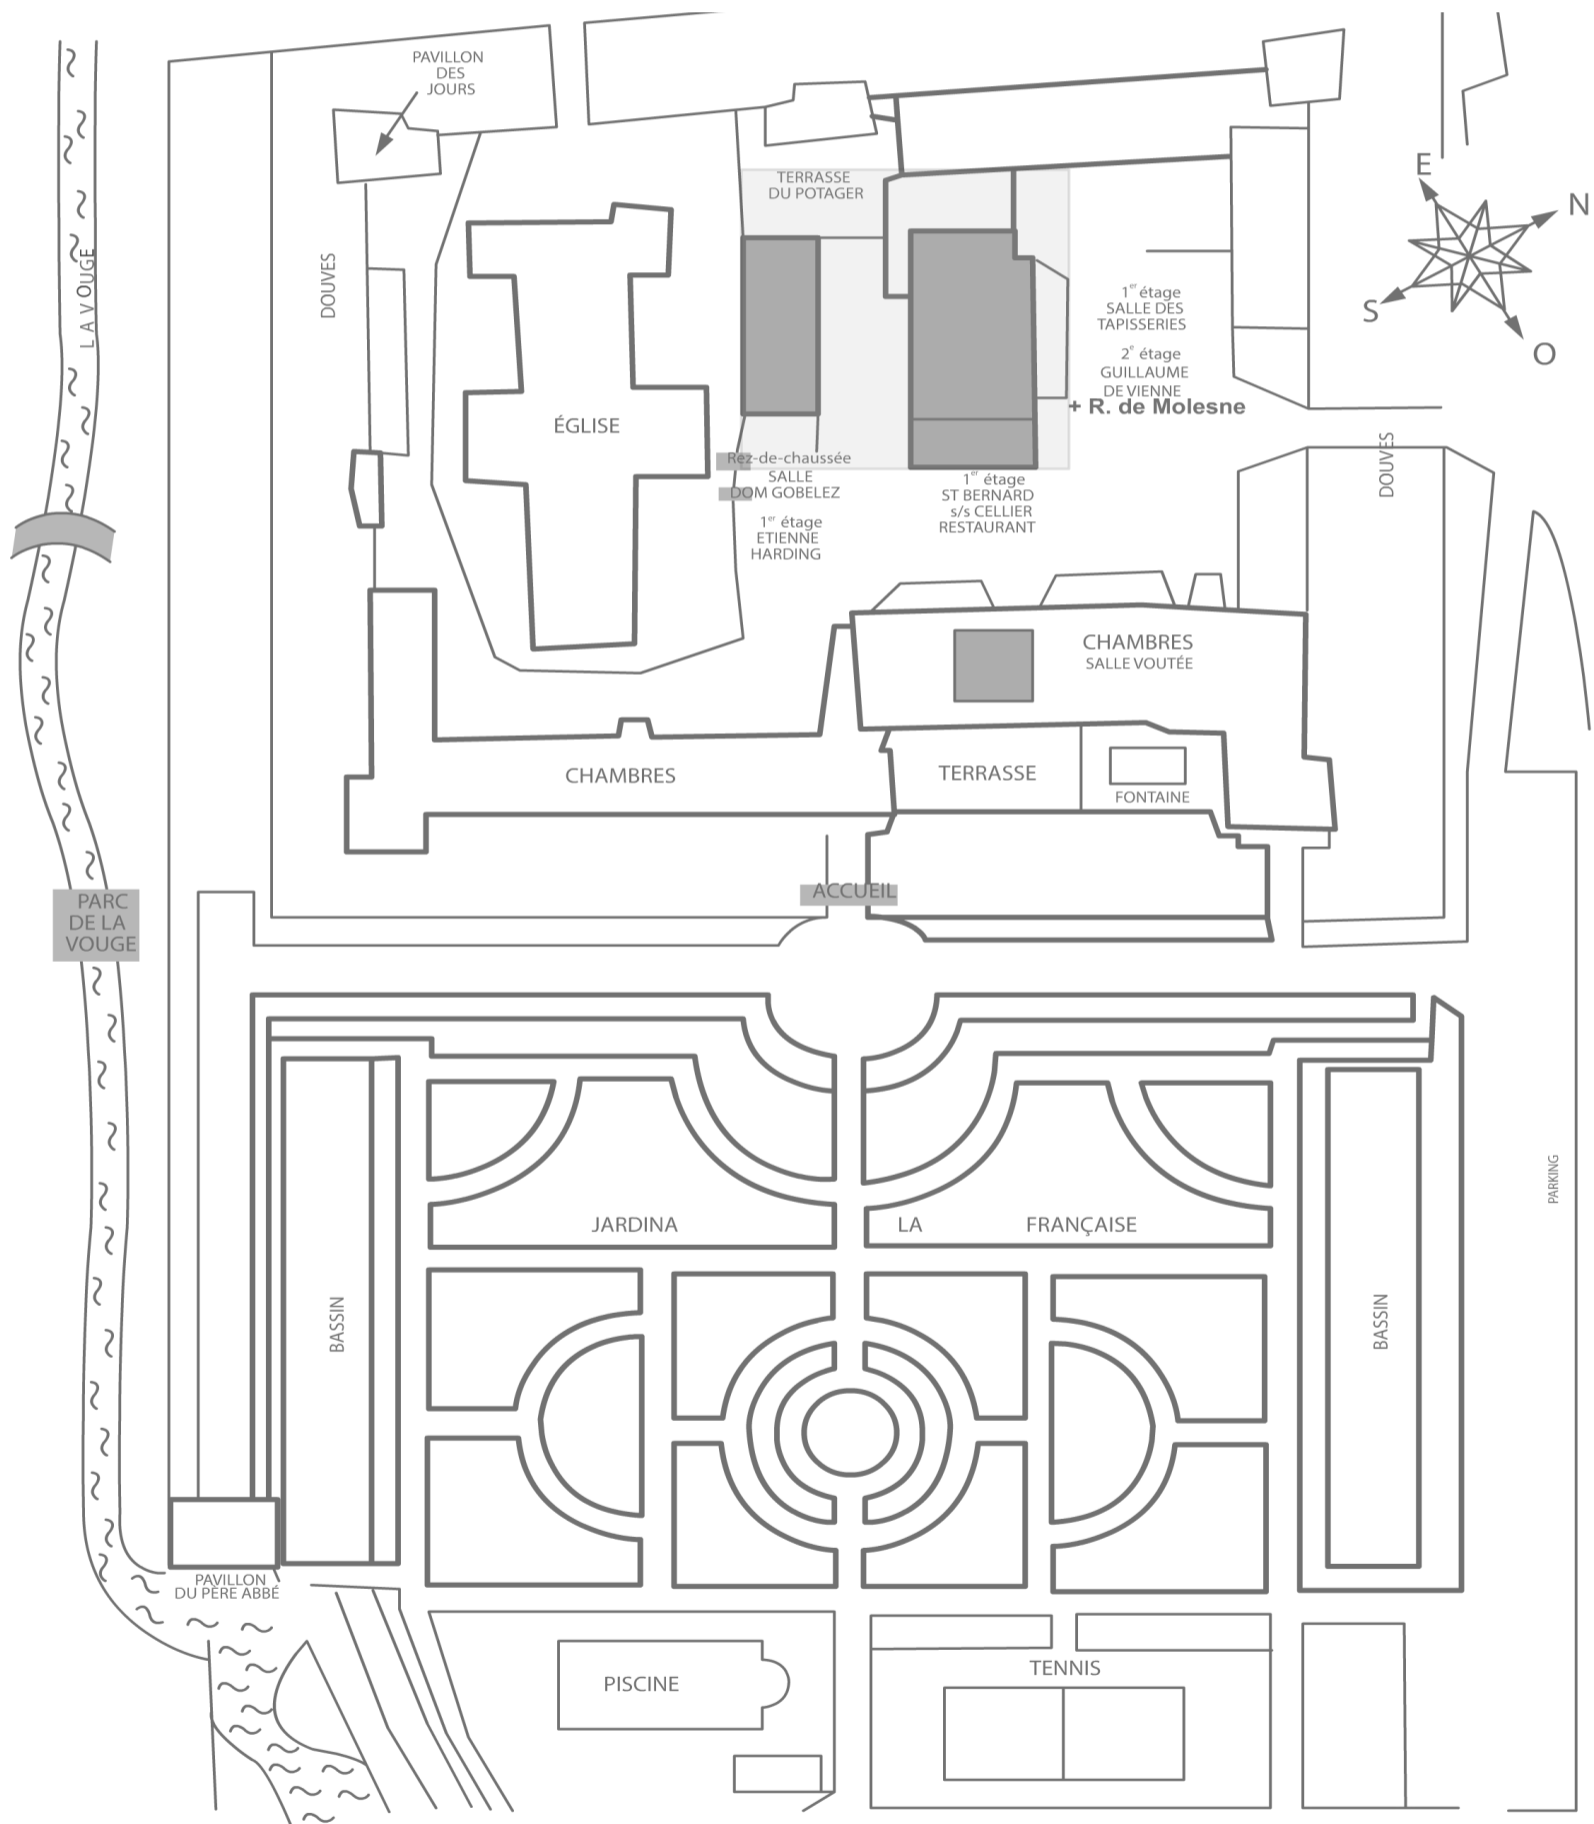 PAVILLON
DES
JOURS
E
N
S
O
TERRASSE
DU POTAGER
LA VOUGE
DOUVES
1er étage
SALLE DES
TAPISSERIES
2e étage
GUILLAUME
DE VIENNE
+ R. de Molesne
ÉGLISE
DOUVES
Rez-de-chaussée
SALLE
DOM GOBELEZ
1er étage
ETIENNE
HARDING
1er étage
ST BERNARD
s/s CELLIER
RESTAURANT
CHAMBRES
SALLE VOUTÉE
CHAMBRES
TERRASSE
FONTAINE
ACCUEIL
PARC
DE LA
VOUGE
PARKING
JARDINA LA FRANÇAISE
BASSIN
BASSIN
PAVILLON
DU PÈRE ABBÉ
PISCINE
TENNIS